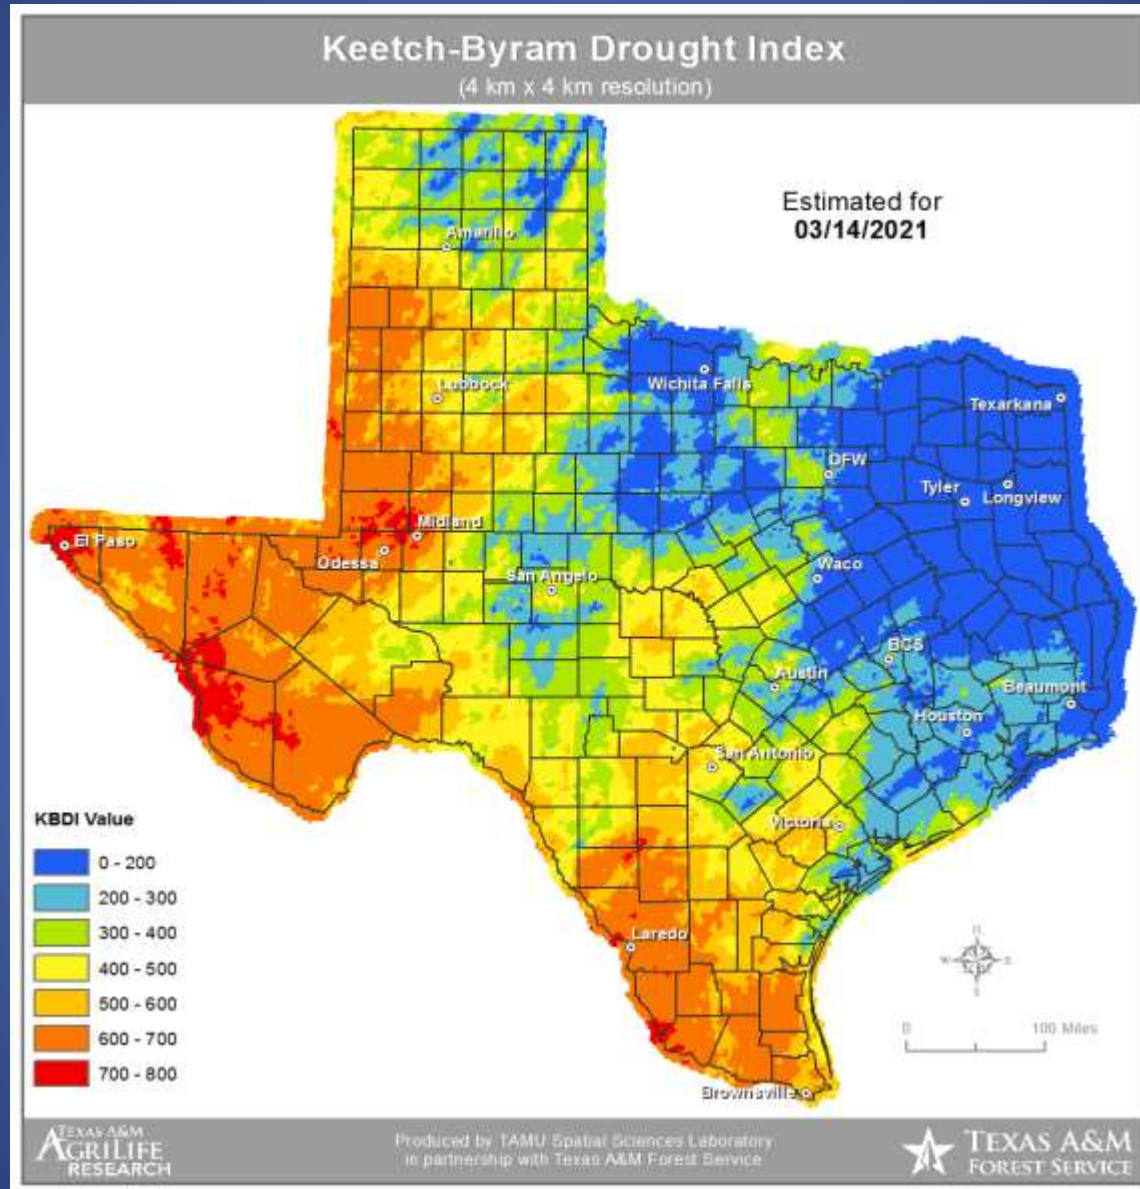 Keetch-Byram Drought Index
(4 km x 4 km resolution)
Estimated for
03/14/2021
Amarillo
Wichita Falls
Lubbock
Texarkana
DFW
Tyler
Longview
Midland
El Paso
Odessa
San Angelo
Waco
BCS
Austin
Beaumont
Houston
San Antonio
Victoria
Laredo
Brownsville
KBDI Value
0 - 200
200 - 300
300 - 400
400 - 500
500 - 600
600 - 700
700 - 800
N
W E
S
0 100 Miles
TEXAS A&M
AGRILIFE
RESEARCH
Produced by TAMU Spatial Sciences Laboratory
in partnership with Texas A&M Forest Service
TEXAS A&M
FOREST SERVICE